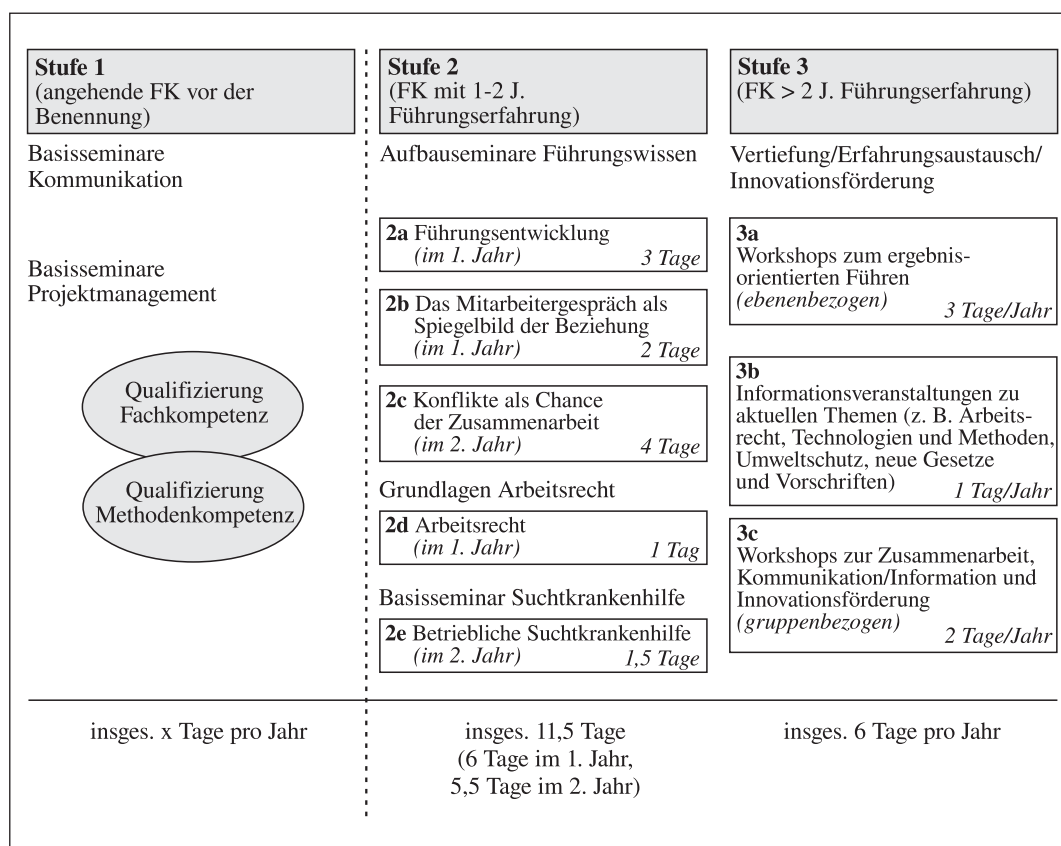 Stufe 1
(angehende FK vor der
Benennung)
Basisseminare
Kommunikation
Basisseminare
Projektmanagement
Qualifizierung
Fachkompetenz
Qualifizierung
Methodenkompetenz
insges. x Tage pro Jahr
Stufe 2
(FK mit 1-2 J.
Führungserfahrung)
Aufbauseminare Führungswissen
2a Führungsentwicklung
(im 1. Jahr) 3 Tage
2b Das Mitarbeitergespräch als
Spiegelbild der Beziehung
(im 1. Jahr) 2 Tage
2c Konflikte als Chance
der Zusammenarbeit
(im 2. Jahr) 4 Tage
Grundlagen Arbeitsrecht
2d Arbeitsrecht
(im 1. Jahr) 1 Tag
Basisseminar Suchtkrankenhilfe
2e Betriebliche Suchtkrankenhilfe
(im 2. Jahr) 1,5 Tage
insges. 11,5 Tage
(6 Tage im 1. Jahr,
5,5 Tage im 2. Jahr)
Stufe 3
(FK > 2 J. Führungserfahrung)
Vertiefung/Erfahrungsaustausch/
Innovationsförderung
3a
Workshops zum ergebnis-
orientierten Führen
(ebenenbezogen)
3 Tage/Jahr
3b
Informationsveranstaltungen zu
aktuellen Themen (z. B. Arbeits-
recht, Technologien und Methoden,
Umweltschutz, neue Gesetze
und Vorschriften)
1 Tag/Jahr
3c
Workshops zur Zusammenarbeit,
Kommunikation/Information und
Innovationsförderung
(gruppenbezogen)
2 Tage/Jahr
insges. 6 Tage pro Jahr